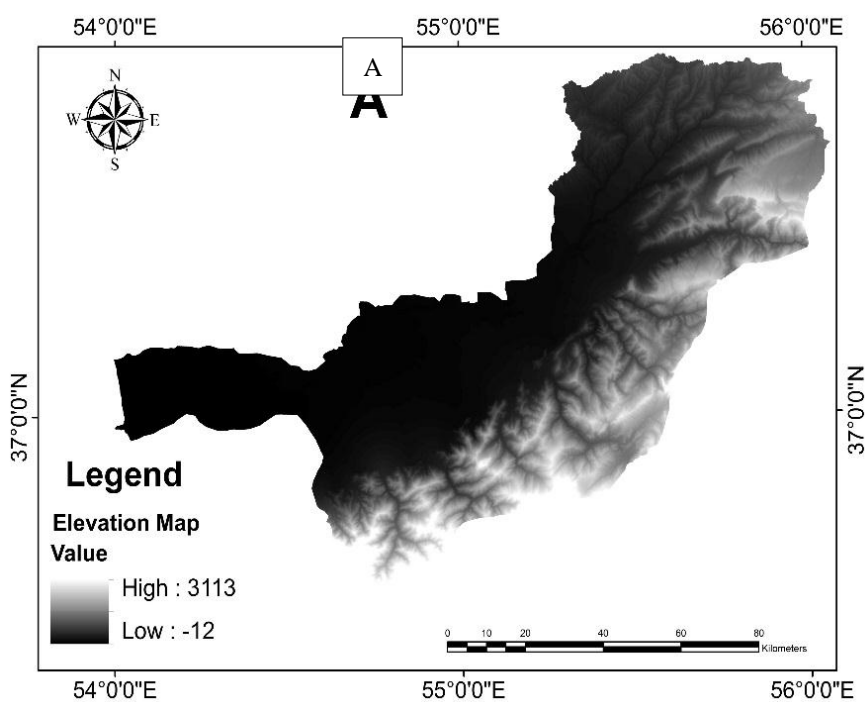 54°0'0"E 55°0'0"E 56°0'0"E
A
A
N
W E
S
37°0'0"N 37°0'0"N
Legend
Elevation Map
Value
High : 3113
Low : -12
0 10 20 40 60 80
Kilometers
54°0'0"E 55°0'0"E 56°0'0"E